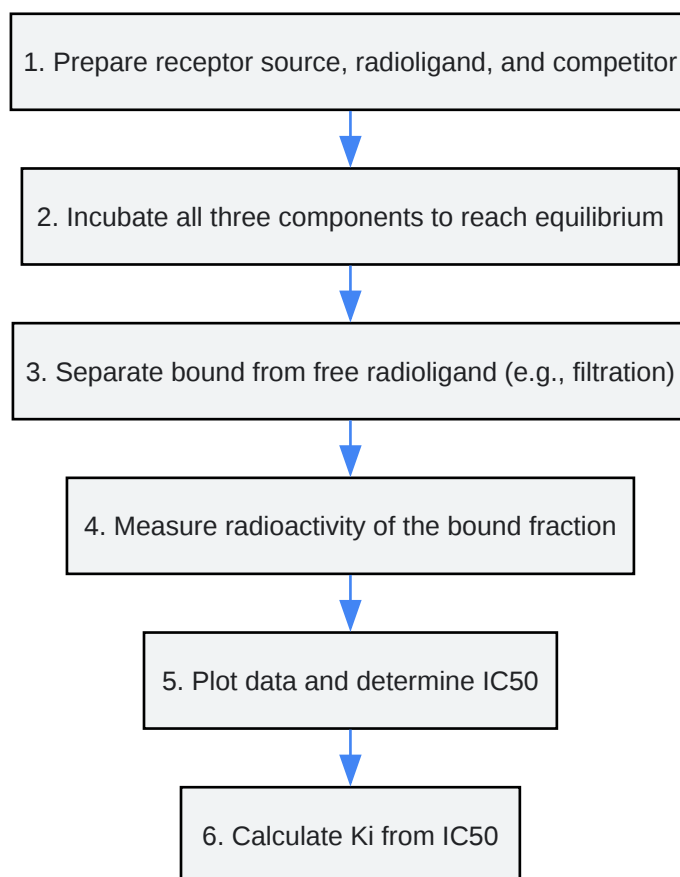 1. Prepare receptor source, radioligand, and competitor
2. Incubate all three components to reach equilibrium
3. Separate bound from free radioligand (e.g., filtration)
4. Measure radioactivity of the bound fraction
5. Plot data and determine IC50
6. Calculate Ki from IC50